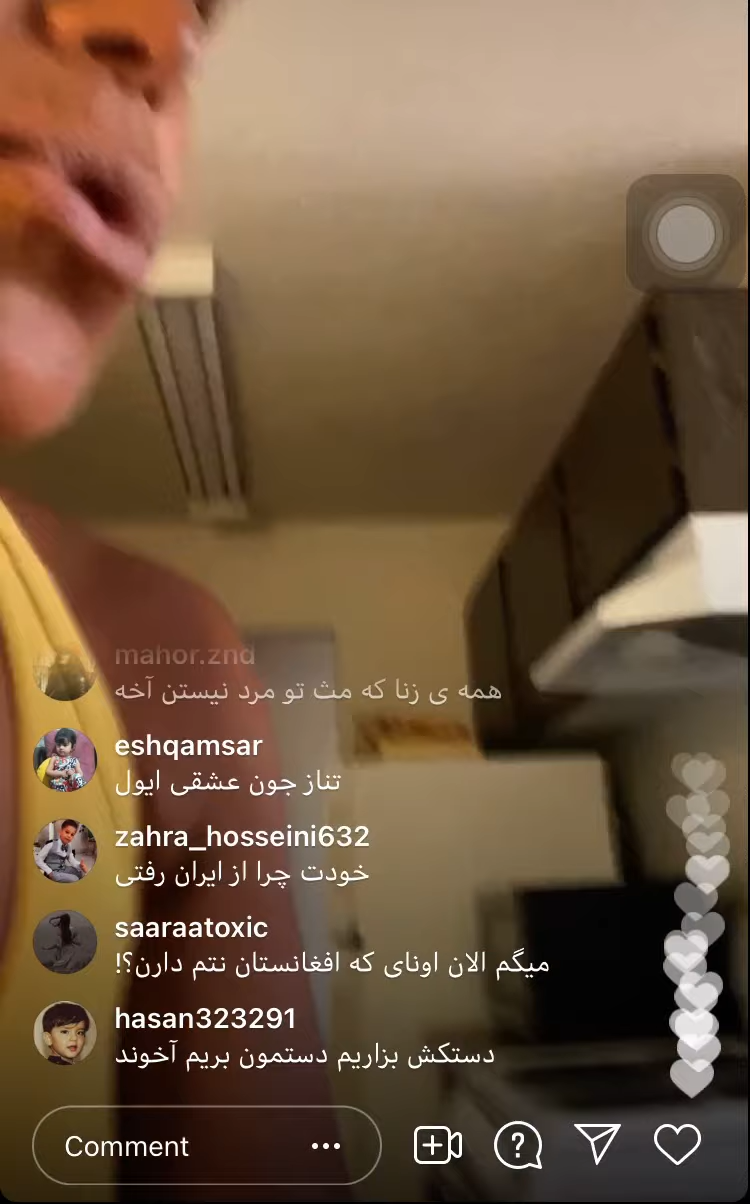 mahor.znd
همه ی زنا که مث تو مرد نیستن آخه
eshqamsar
تناز جون عشقی ایول
zahra_hosseini632
خودت چرا از ایران رفتی
saaraatoxic
میگم الان اونای که افغانستان نتم دارن؟!
hasan323291
دستکش بزاریم دستمون بریم آخوند
Comment